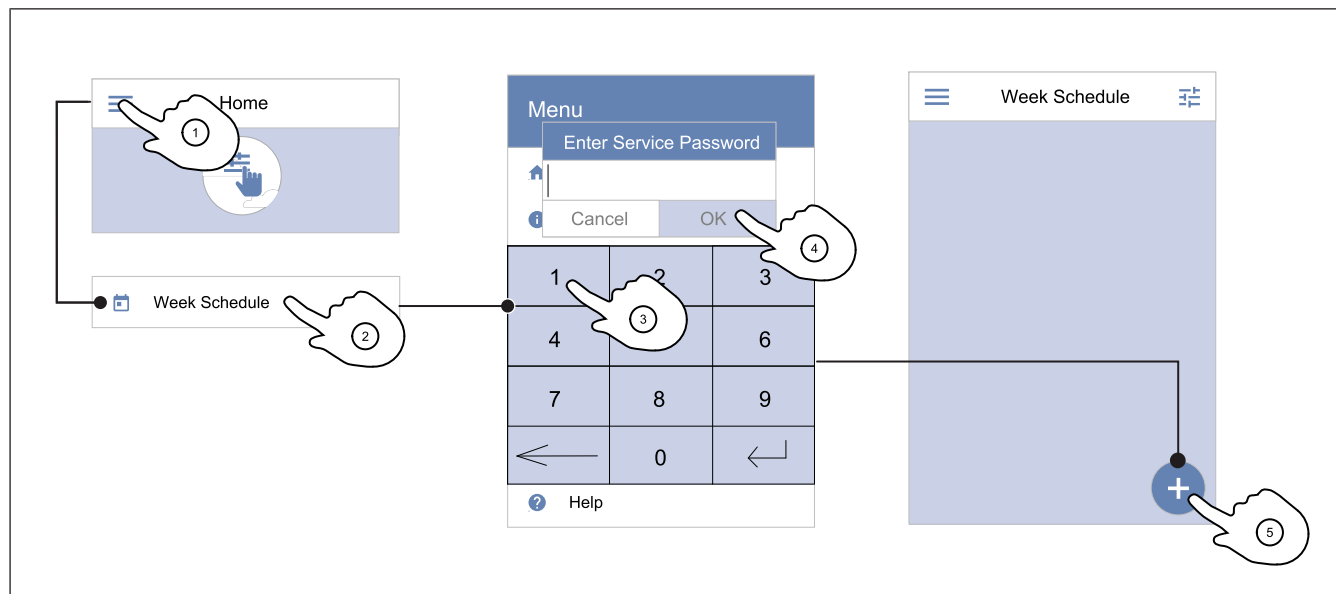 Home
1
Week Schedule
2
Menu
Enter Service Password
Cancel OK
4
1 2 3
3
4 6
7 8 9
0
Help
Week Schedule
+
5